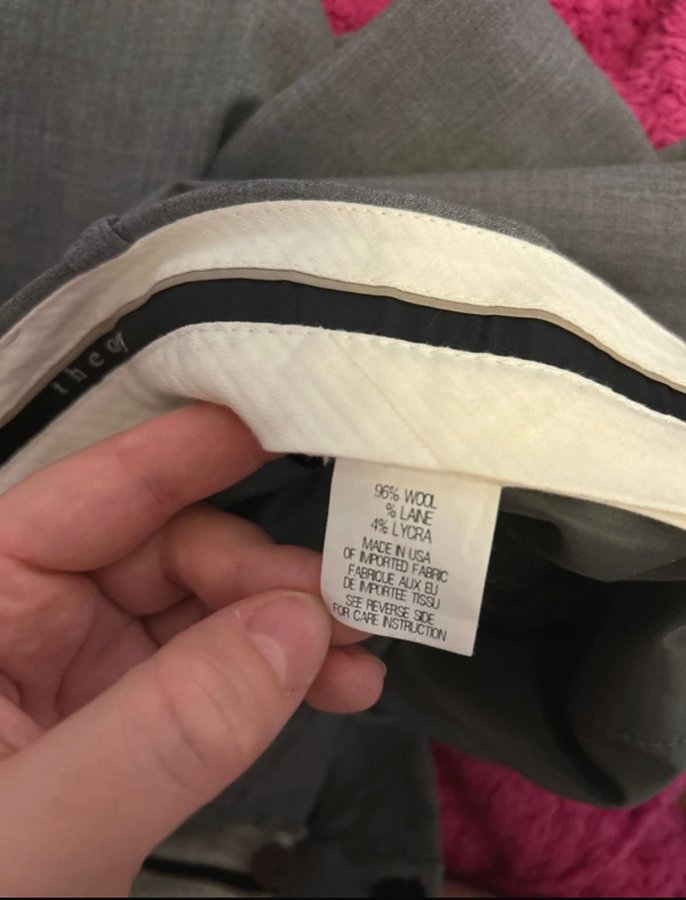 theor
96% WOOL
% LAINE
4% LYCRA
MADE IN USA
OF IMPORTED FABRIC
FABRIQUE AUX EU
DE IMPORTEE TISSU
SEE REVERSE SIDE
FOR CARE INSTRUCTION